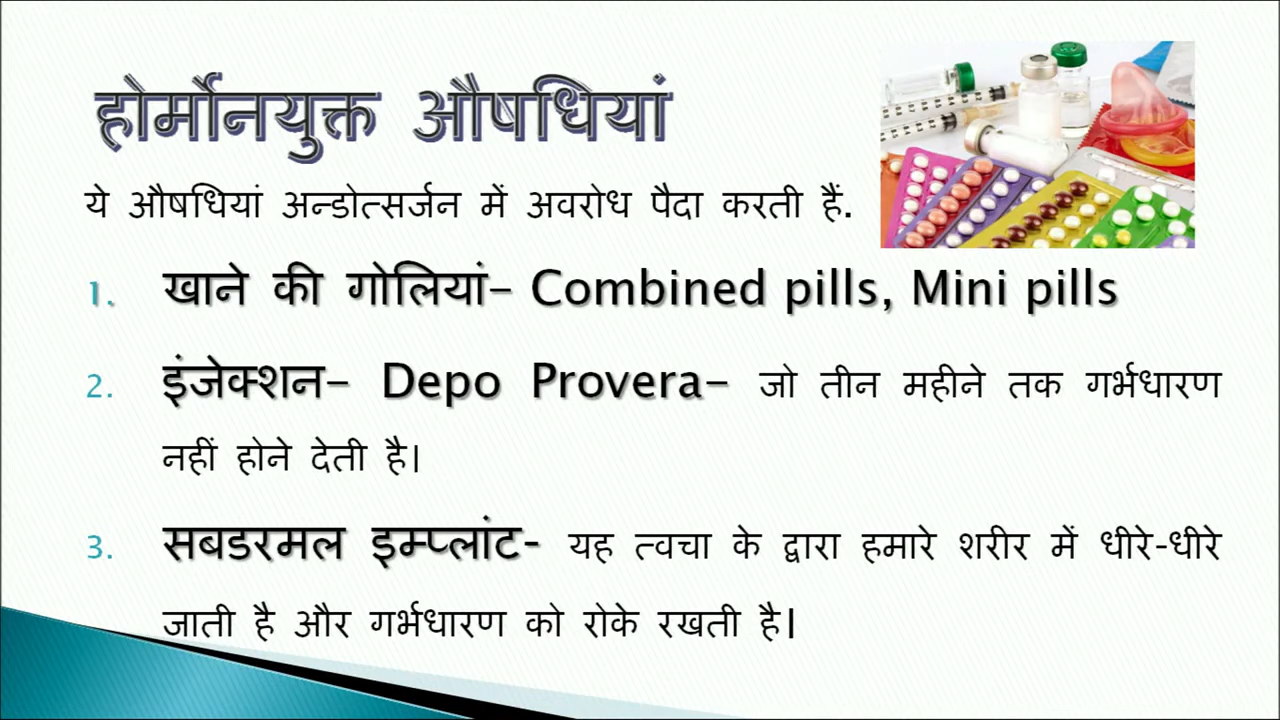 होर्मोनयुक्त औषधियां
ये औषधियां अन्डोत्सर्जन में अवरोध पैदा करती हैं.
1. खाने की गोलियां– Combined pills, Mini pills
2. इंजेक्शन– Depo Provera– जो तीन महीने तक गर्भधारण
नहीं होने देती है।
3. सबडरमल इम्प्लांट- यह त्वचा के द्वारा हमारे शरीर में धीरे-धीरे
जाती है और गर्भधारण को रोके रखती है।